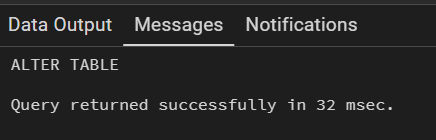 Data Output Messages Notifications
ALTER TABLE
Query returned successfully in 32 msec.